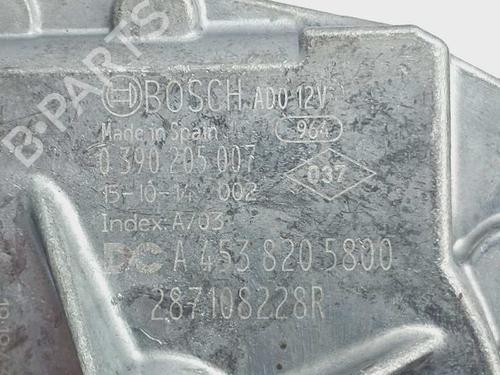 BOSCH ADO 12V
Made in Spain 964
0 390 205 007
037
15-10-14 002
Index-A/03
DC A 453 820 5800
287108228R
B-PARTS